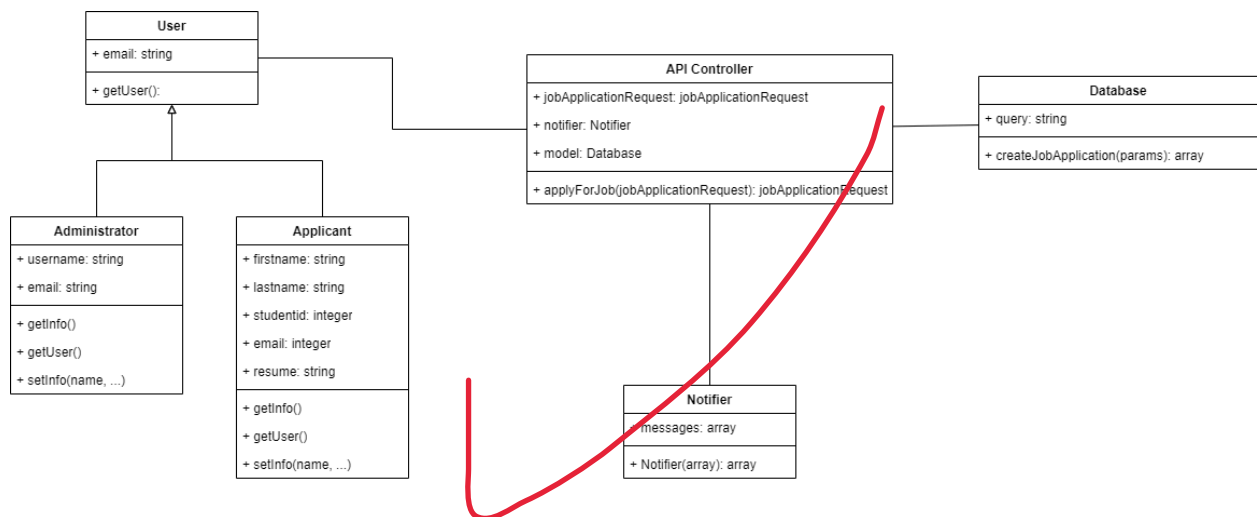 User
+ email: string
+ getUser():
API Controller
+ jobApplicationRequest: jobApplicationRequest
+ notifier: Notifier
+ model: Database
+ applyForJob(jobApplicationRequest): jobApplicationRequest
Database
+ query: string
+ createJobApplication(params): array
Administrator
+ username: string
+ email: string
+ getInfo()
+ getUser()
+ setInfo(name, ...)
Applicant
+ firstname: string
+ lastname: string
+ studentid: integer
+ email: integer
+ resume: string
+ getInfo()
+ getUser()
+ setInfo(name, ...)
Notifier
+ messages: array
+ Notifier(array): array